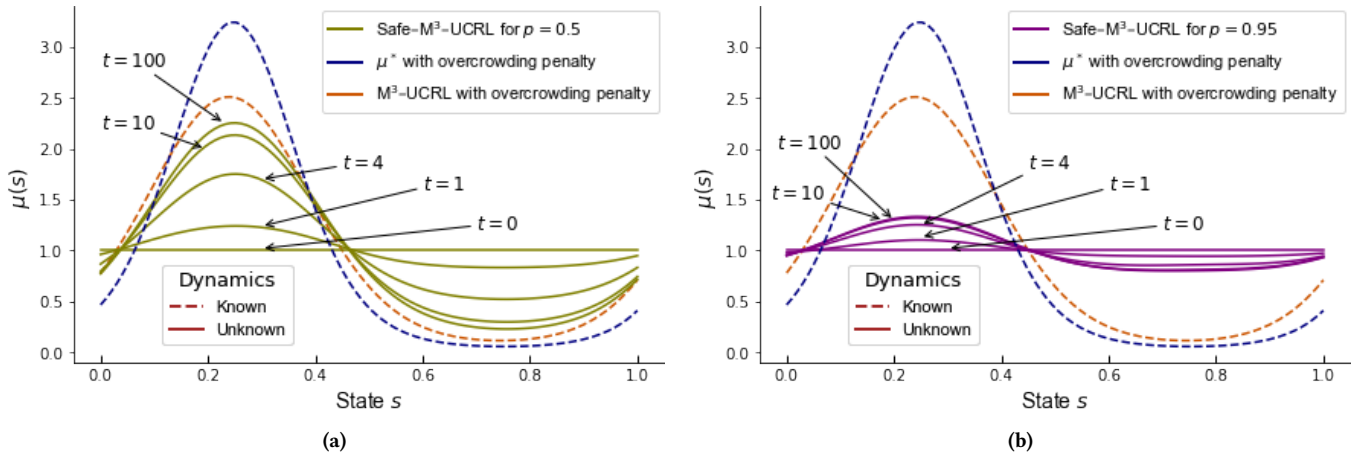 Safe–M³–UCRL for p = 0.5
μ* with overcrowding penalty
M³–UCRL with overcrowding penalty
t = 100
t = 10
t = 4
t = 1
t = 0
Dynamics
Known
Unknown
μ(s)
3.0
2.5
2.0
1.5
1.0
0.5
0.0
0.0 0.2 0.4 0.6 0.8 1.0
State s
(a)
Safe–M³–UCRL for p = 0.95
μ* with overcrowding penalty
M³–UCRL with overcrowding penalty
t = 100
t = 10
t = 4
t = 1
t = 0
Dynamics
Known
Unknown
μ(s)
3.0
2.5
2.0
1.5
1.0
0.5
0.0
0.0 0.2 0.4 0.6 0.8 1.0
State s
(b)